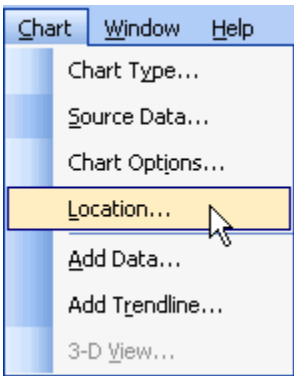 Chart Window Help
Chart Type...
Source Data...
Chart Options...
Location...
Add Data...
Add Trendline...
3-D View...